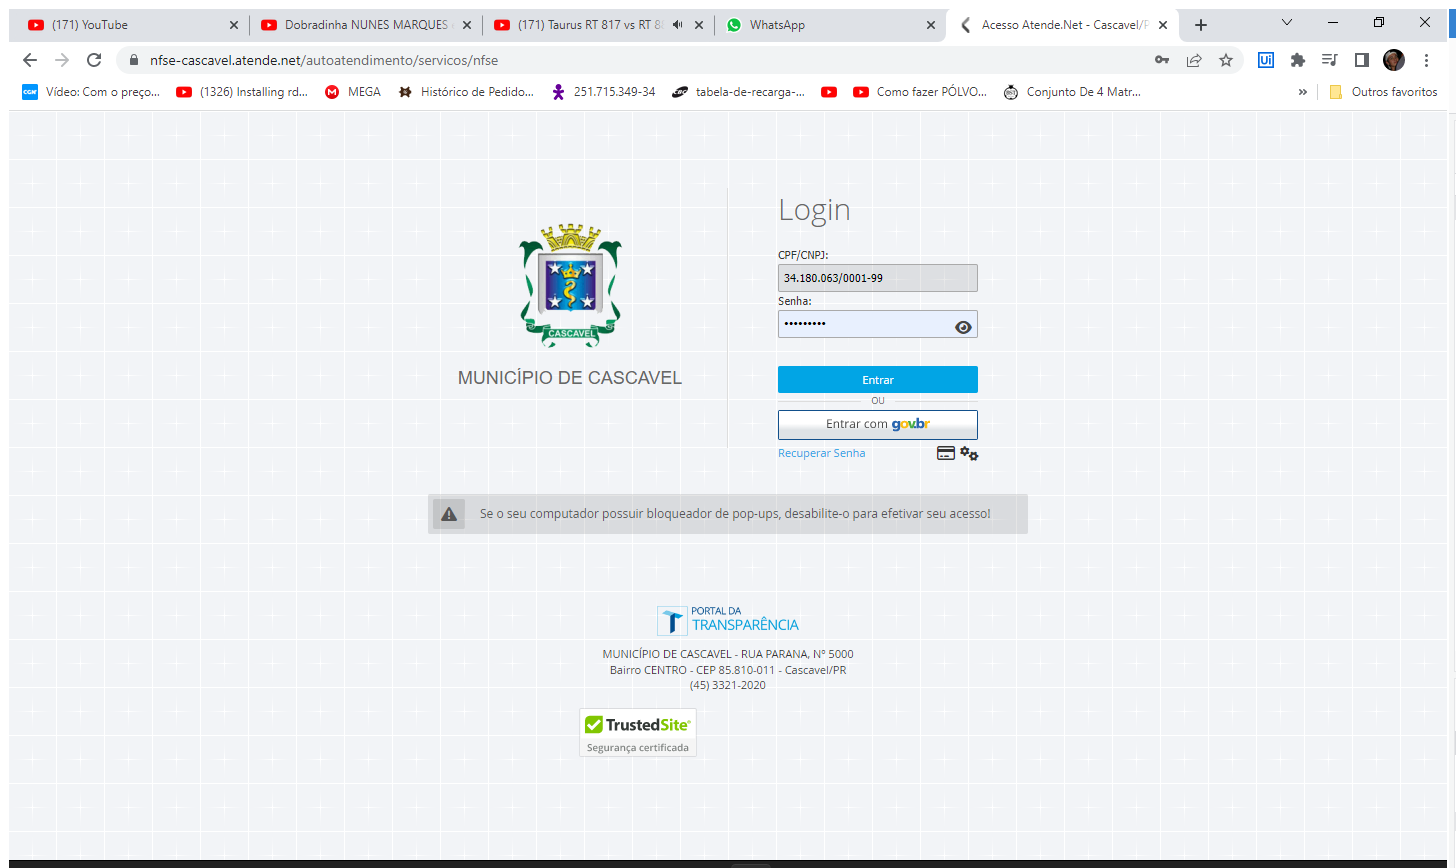 (171) YouTube
Dobradinha NUNES MARQUES
(171) Taurus RT 817 vs RT 8
WhatsApp
Acesso Atende.Net - Cascavel/P
nfse-cascavel.atende.net/autoatendimento/servicos/nfse
Ui
CGN
Vídeo: Com o preço...
(1326) Installing rd...
MEGA
Histórico de Pedido...
251.715.349-34
CBC
tabela-de-recarga-...
Como fazer PÓLVO...
Conjunto De 4 Matr...
»
Outros favoritos
CASCAVEL
MUNICÍPIO DE CASCAVEL
Login
CPF/CNPJ:
34.180.063/0001-99
Senha:
•••••••••
Entrar
OU
Entrar com gov.br
Recuperar Senha
Se o seu computador possuir bloqueador de pop-ups, desabilite-o para efetivar seu acesso!
PORTAL DA
TRANSPARÊNCIA
MUNICÍPIO DE CASCAVEL - RUA PARANA, Nº 5000
Bairro CENTRO - CEP 85.810-011 - Cascavel/PR
(45) 3321-2020
TrustedSite®
Segurança certificada